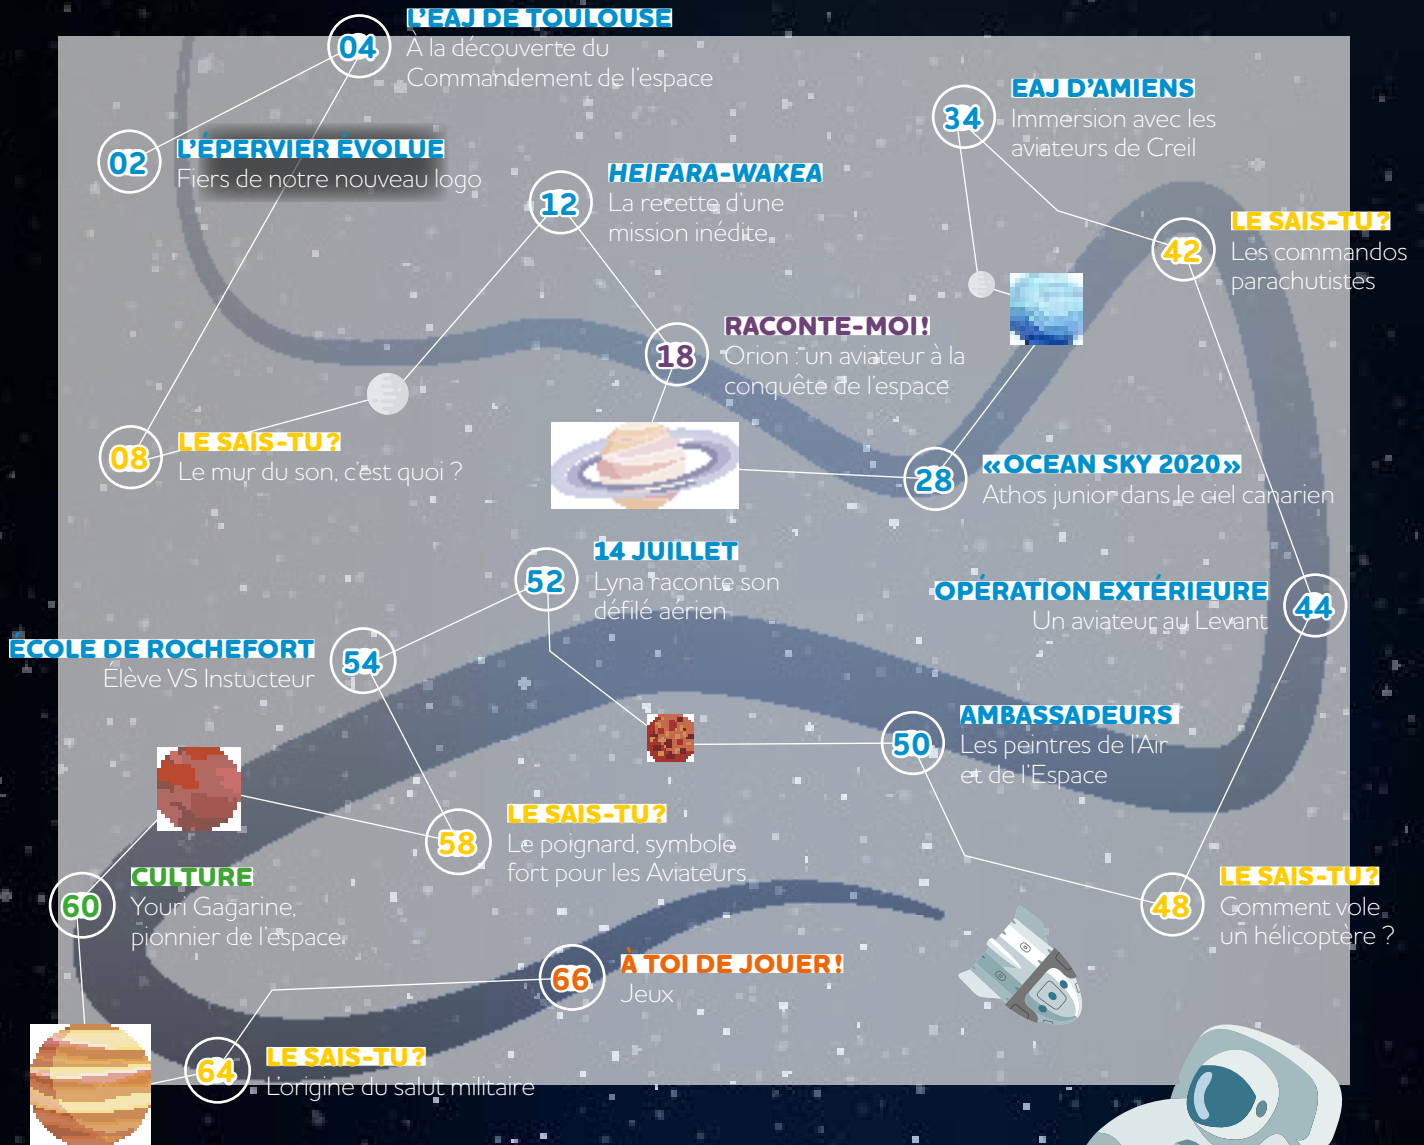 02
L'ÉPERVIER ÉVOLUE
Fiers de notre nouveau logo
04
L'EAJ DE TOULOUSE
À la découverte du
Commandement de l'espace
08
LE SAIS-TU ?
Le mur du son, c'est quoi ?
12
HEIFARA-WAKEA
La recette d'une
mission inédite
18
RACONTE-MOI !
Orion : un aviateur à la
conquête de l'espace
28
«OCEAN SKY 2020»
Athos junior dans le ciel canarien
34
EAJ D'AMIENS
Immersion avec les
aviateurs de Creil
42
LE SAIS-TU ?
Les commandos
parachutistes
44
OPÉRATION EXTÉRIEURE
Un aviateur au Levant
48
LE SAIS-TU ?
Comment vole
un hélicoptère ?
50
AMBASSADEURS
Les peintres de l'Air
et de l'Espace
52
14 JUILLET
Lyna raconte son
défilé aérien
54
ÉCOLE DE ROCHEFORT
Élève VS Instucteur
58
LE SAIS-TU ?
Le poignard, symbole
fort pour les Aviateurs
60
CULTURE
Youri Gagarine,
pionnier de l'espace
64
LE SAIS-TU ?
L'origine du salut militaire
66
À TOI DE JOUER !
Jeux